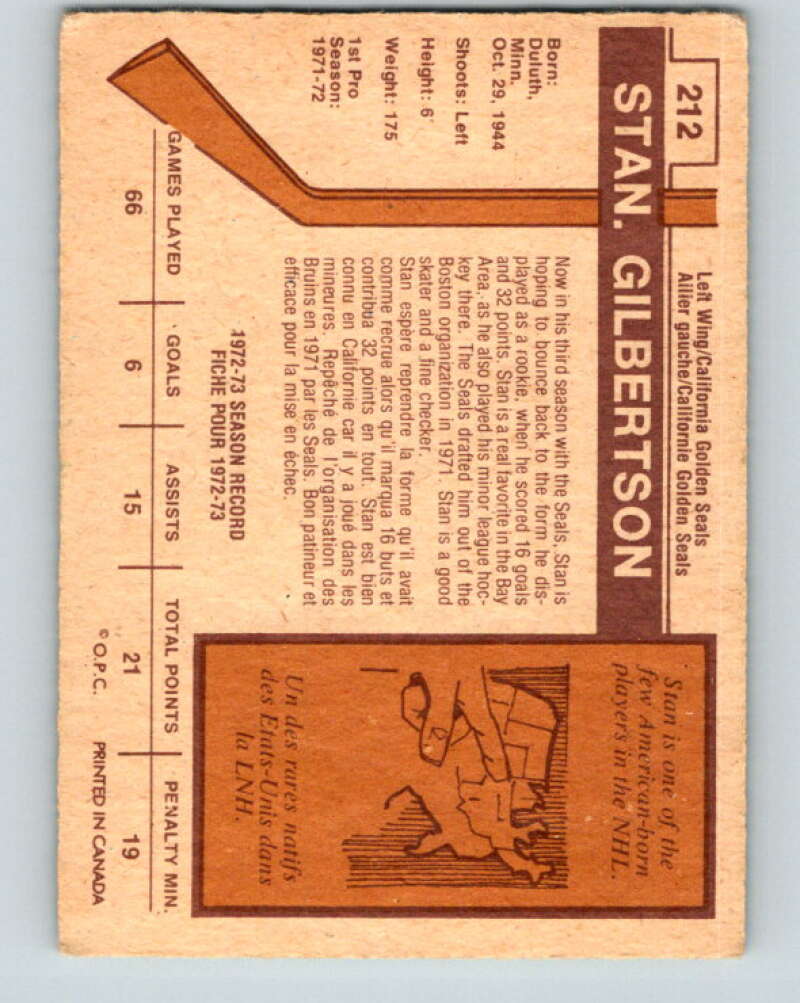 212
Left Wing/California Golden Seals
Ailier gauche/Californie Golden Seals
STAN. GILBERTSON
Born:
Duluth,
Minn.
Oct. 29, 1944
Shoots: Left
Height: 6'
Weight: 175
1st Pro
Season:
1971-72
Now in his third season with the Seals, Stan is
hoping to bounce back to the form he dis-
played as a rookie, when he scored 16 goals
and 32 points. Stan is a real favorite in the Bay
Area, as he also played his minor league hoc-
key there. The Seals drafted him out of the
Boston organization in 1971. Stan is a good
skater and a fine checker.
Stan espère reprendre la forme qu'il avait
comme recrue alors qu'il marqua 16 buts et
contribua 32 points en tout. Stan est bien
connu en Californie car il y a joué dans les
mineures. Repêché de l'organisation des
Bruins en 1971 par les Seals. Bon patineur et
efficace pour la mise en échec.
Stan is one of the
few American-born
players in the NHL.
Un des rares natifs
des Etats-Unis dans
la LNH.
1972-73 SEASON RECORD
FICHE POUR 1972-73
GAMES PLAYED GOALS ASSISTS TOTAL POINTS PENALTY MIN.
66 6 15 21 19
© O.P.C. PRINTED IN CANADA